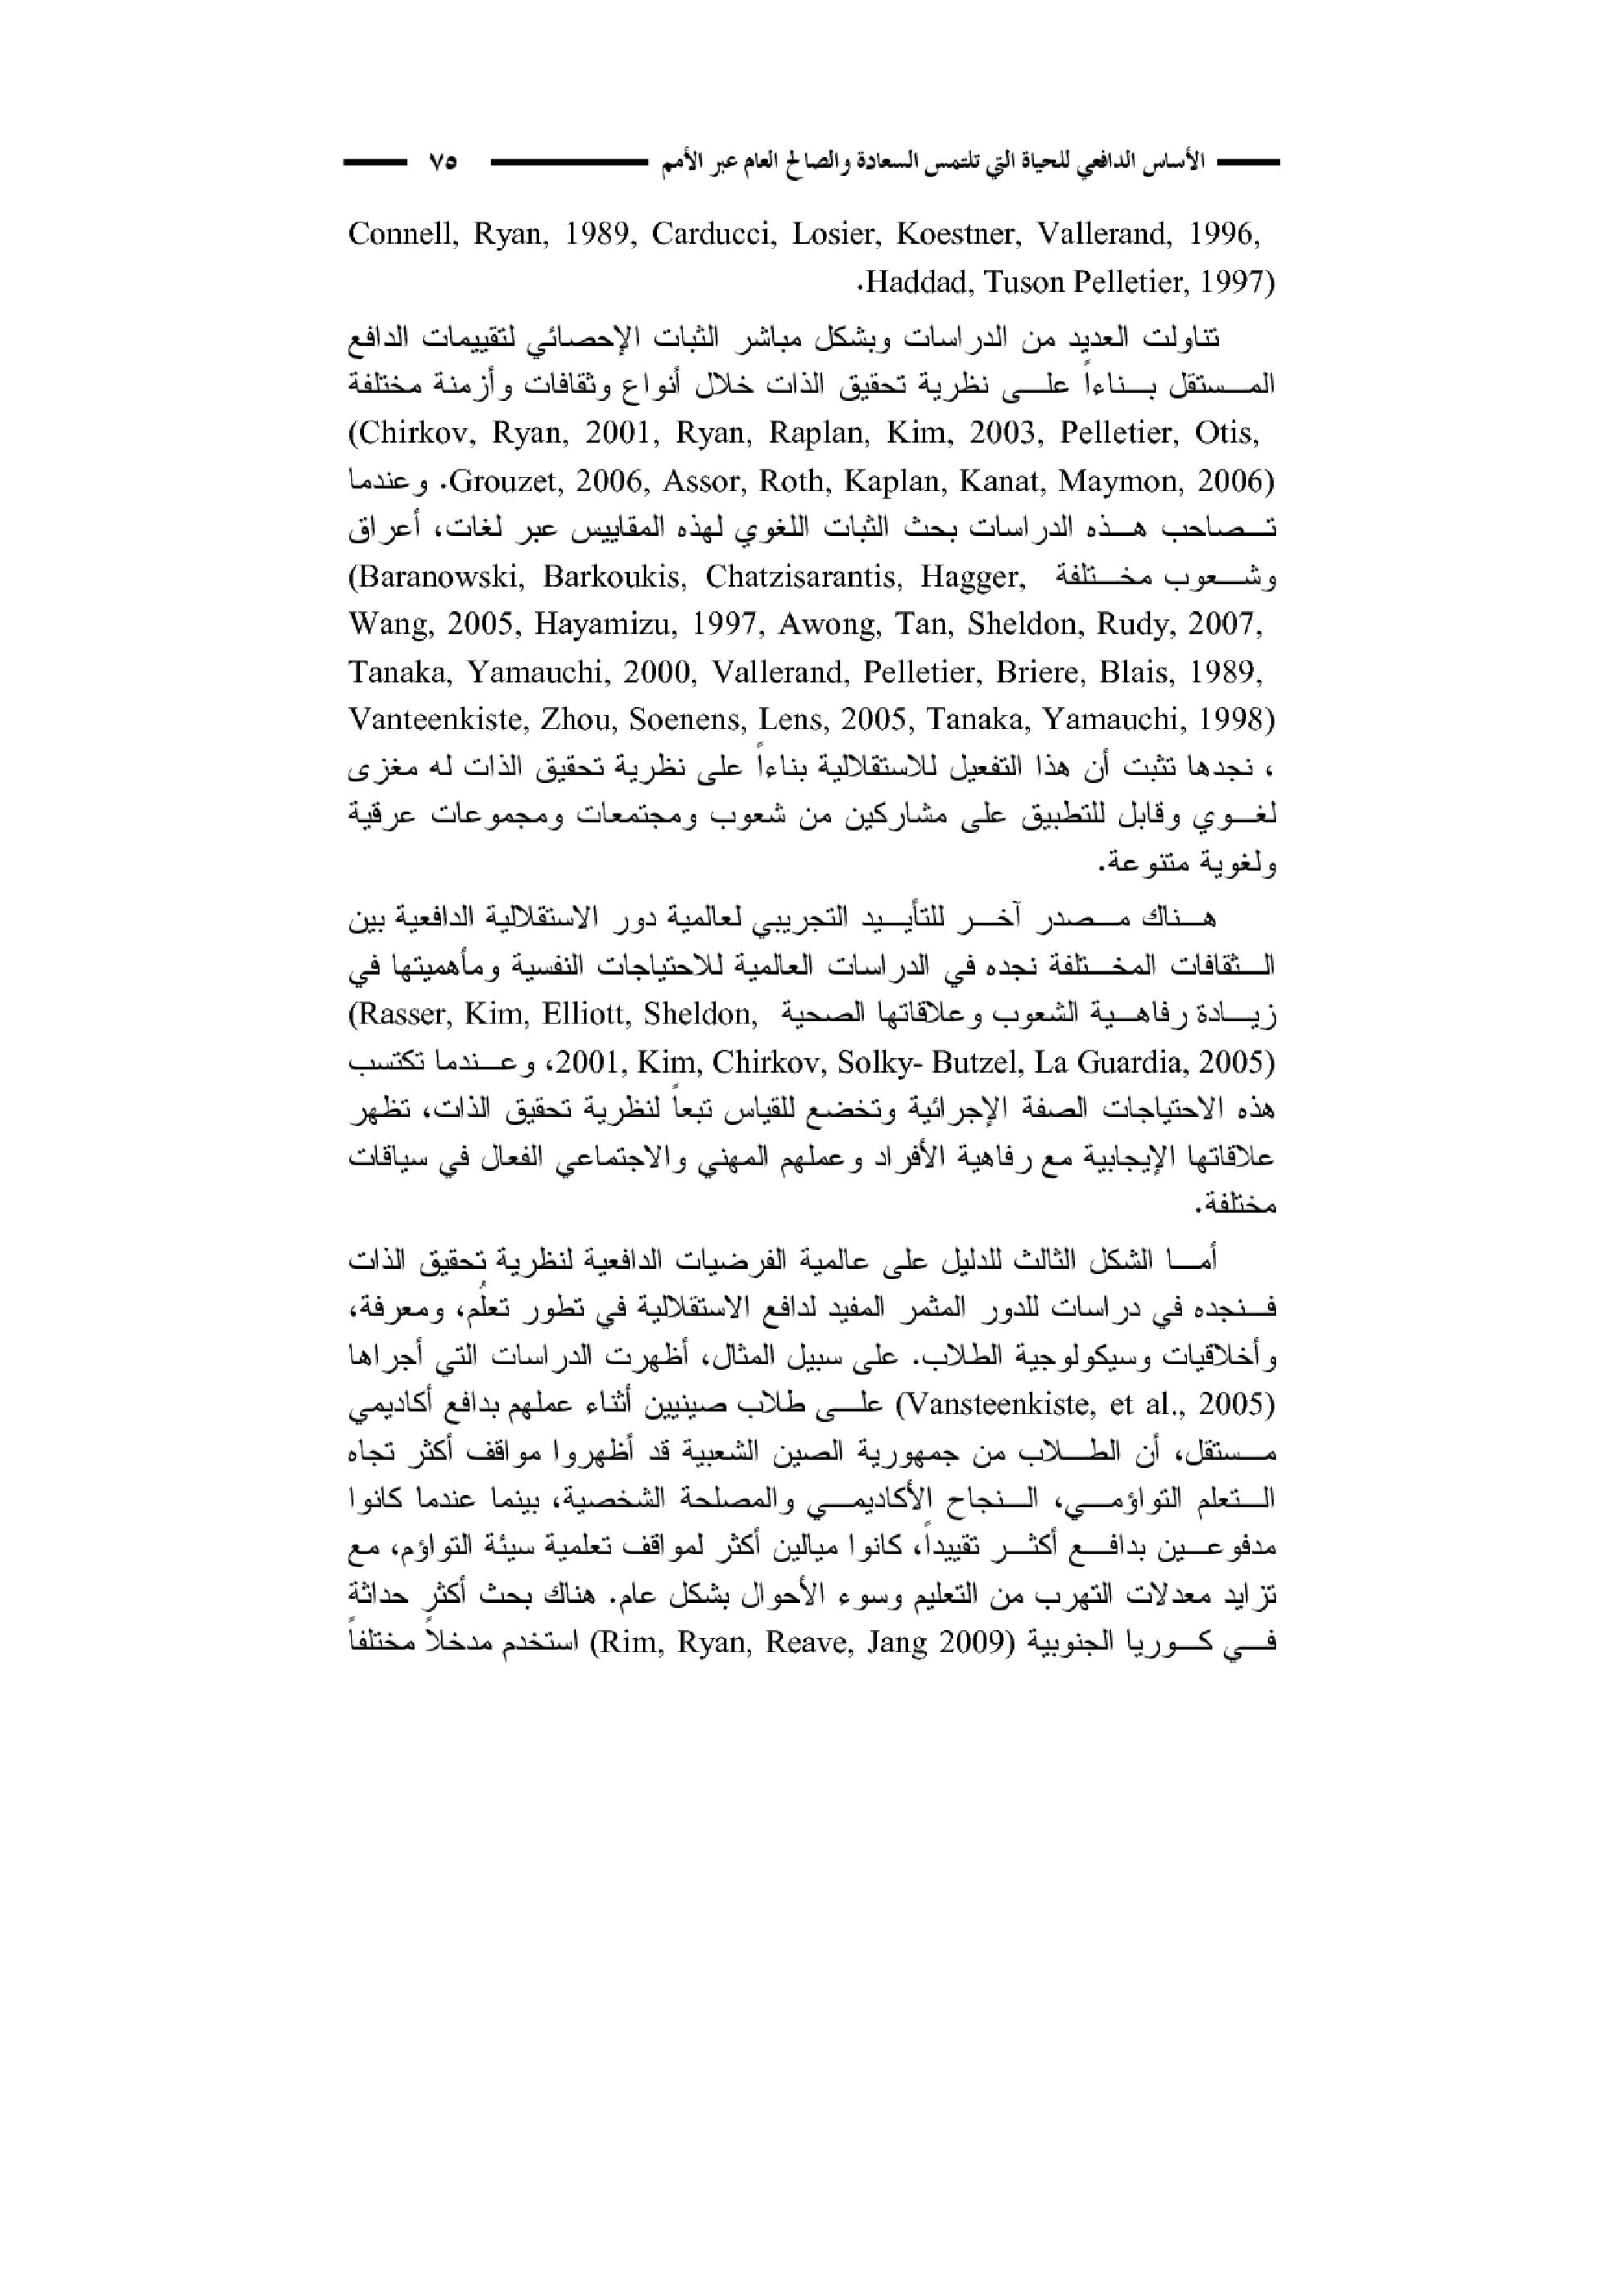 الأساس الدافعي للحياة التي تلتمس السعادة والصالح العام عبر الأمم ٧٥
Connell, Ryan, 1989, Carducci, Losier, Koestner, Vallerand, 1996,
Haddad, Tuson Pelletier, 1997).
تناولت العديد من الدراسات وبشكل مباشر الثبات الإحصائي لتقييمات الدافع
المستقل بناءاً على نظرية تحقيق الذات خلال أنواع وثقافات وأزمنة مختلفة
(Chirkov, Ryan, 2001, Ryan, Raplan, Kim, 2003, Pelletier, Otis,
Grouzet, 2006, Assor, Roth, Kaplan, Kanat, Maymon, 2006). وعندما
تصاحب هذه الدراسات بحث الثبات اللغوي لهذه المقاييس عبر لغات، أعراق
وشعوب مختلفة (Baranowski, Barkoukis, Chatzisarantis, Hagger,
Wang, 2005, Hayamizu, 1997, Awong, Tan, Sheldon, Rudy, 2007,
Tanaka, Yamauchi, 2000, Vallerand, Pelletier, Briere, Blais, 1989,
Vanteenkiste, Zhou, Soenens, Lens, 2005, Tanaka, Yamauchi, 1998)
، نجدها تثبت أن هذا التفعيل للاستقلالية بناءاً على نظرية تحقيق الذات له مغزى
لغوي وقابل للتطبيق على مشاركين من شعوب ومجتمعات ومجموعات عرقية
ولغوية متنوعة.
هناك مصدر آخر للتأييد التجريبي لعالمية دور الاستقلالية الدافعية بين
الثقافات المختلفة نجده في الدراسات العالمية للاحتياجات النفسية ومأهميتها في
زيادة رفاهية الشعوب وعلاقاتها الصحية (Rasser, Kim, Elliott, Sheldon,
2001, Kim, Chirkov, Solky- Butzel, La Guardia, 2005)، وعندما تكتسب
هذه الاحتياجات الصفة الإجرائية وتخضع للقياس تبعاً لنظرية تحقيق الذات، تظهر
علاقاتها الإيجابية مع رفاهية الأفراد وعملهم المهني والاجتماعي الفعال في سياقات
مختلفة.
أما الشكل الثالث للدليل على عالمية الفرضيات الدافعية لنظرية تحقيق الذات
فنجده في دراسات للدور المثمر المفيد لدافع الاستقلالية في تطور تعلُم، ومعرفة،
وأخلاقيات وسيكولوجية الطلاب. على سبيل المثال، أظهرت الدراسات التي أجراها
(Vansteenkiste, et al., 2005) على طلاب صينيين أثناء عملهم بدافع أكاديمي
مستقل، أن الطلاب من جمهورية الصين الشعبية قد أظهروا مواقف أكثر تجاه
التعلم التواؤمي، النجاح الأكاديمي والمصلحة الشخصية، بينما عندما كانوا
مدفوعين بدافع أكثر تقييداً، كانوا ميالين أكثر لمواقف تعلمية سيئة التواؤم، مع
تزايد معدلات التهرب من التعليم وسوء الأحوال بشكل عام. هناك بحث أكثر حداثة
في كوريا الجنوبية (Rim, Ryan, Reave, Jang 2009) استخدم مدخلاً مختلفاً